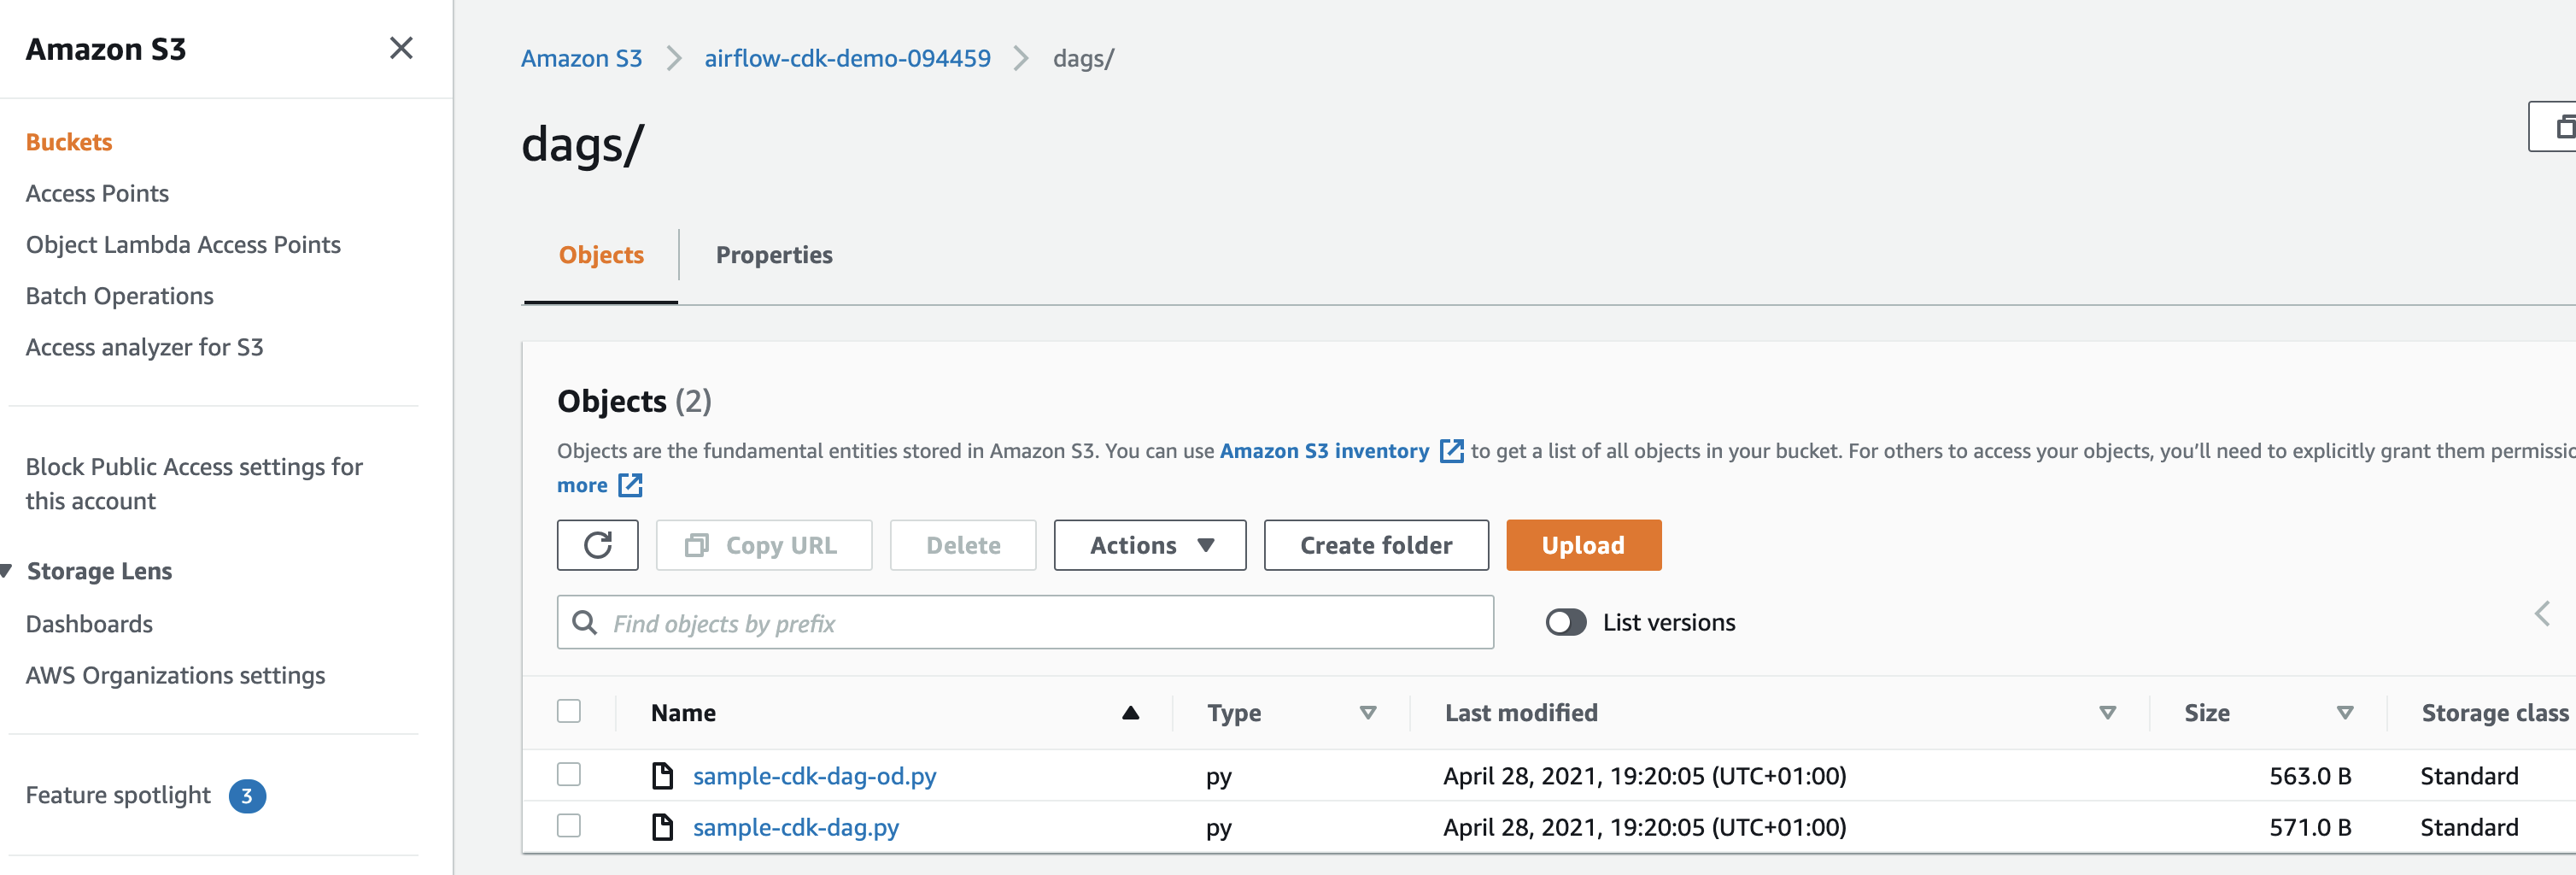 Amazon S3
Buckets
Access Points
Object Lambda Access Points
Batch Operations
Access analyzer for S3
Block Public Access settings for
this account
Storage Lens
Dashboards
AWS Organizations settings
Feature spotlight 3
Amazon S3 airflow-cdk-demo-094459 dags/
dags/
Objects Properties
Objects (2)
Objects are the fundamental entities stored in Amazon S3. You can use Amazon S3 inventory to get a list of all objects in your bucket. For others to access your objects, you’ll need to explicitly grant them permissio
more
Copy URL Delete Actions Create folder Upload
Find objects by prefix List versions
Name Type Last modified Size Storage class
sample-cdk-dag-od.py py April 28, 2021, 19:20:05 (UTC+01:00) 563.0 B Standard
sample-cdk-dag.py py April 28, 2021, 19:20:05 (UTC+01:00) 571.0 B Standard